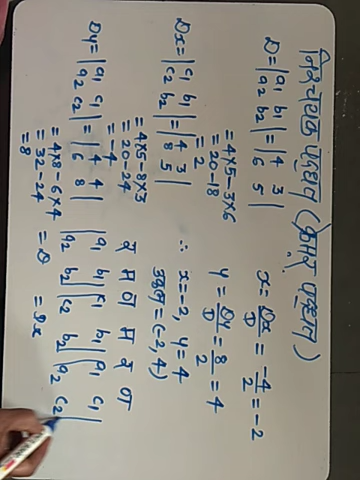 निश्चयक पद्धत (क्रामर पद्धत)
D = |a₁ b₁| = |4 3| x = Dx/D = -4/2 = -2
|a₂ b₂| |6 5|
= 4×5-3×6
= 20-18 y = Dy/D = 8/2 = 4
= 2
Dx = |c₁ b₁| = |4 3| ∴ x=-2, y=4
|c₂ b₂| |8 5|
= 4×5-8×3 उकल = (-2, 4)
= 20-24
= -4
Dy = |a₁ c₁| = |4 4| द म ण म द ण
|a₂ c₂| |6 8| |a₁ b₁| b₁| |a₁ c₁|
= 4×8-6×4 |a₂ b₂| |c₂ b₂| |a₂ c₂|
= 32-24 = D = Dx
= 8